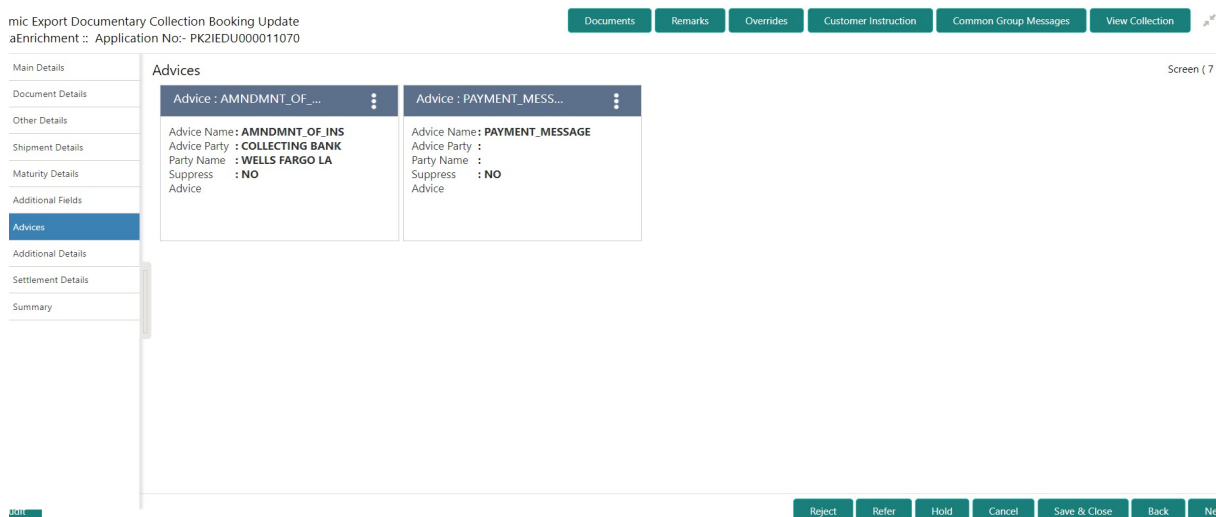 mic Export Documentary Collection Booking Update
Documents
Remarks
Overrides
Customer Instruction
Common Group Messages
View Collection
aEnrichment :: Application No:- PK2IEDU000011070
Main Details
Document Details
Other Details
Shipment Details
Maturity Details
Additional Fields
Advices
Additional Details
Settlement Details
Summary
Advices
Screen ( 7
Advice : AMNDMNT_OF_...
Advice Name : AMNDMNT_OF_INS
Advice Party : COLLECTING BANK
Party Name : WELLS FARGO LA
Suppress : NO
Advice
Advice : PAYMENT_MESS...
Advice Name : PAYMENT_MESSAGE
Advice Party :
Party Name :
Suppress : NO
Advice
Reject
Refer
Hold
Cancel
Save & Close
Back
Ne